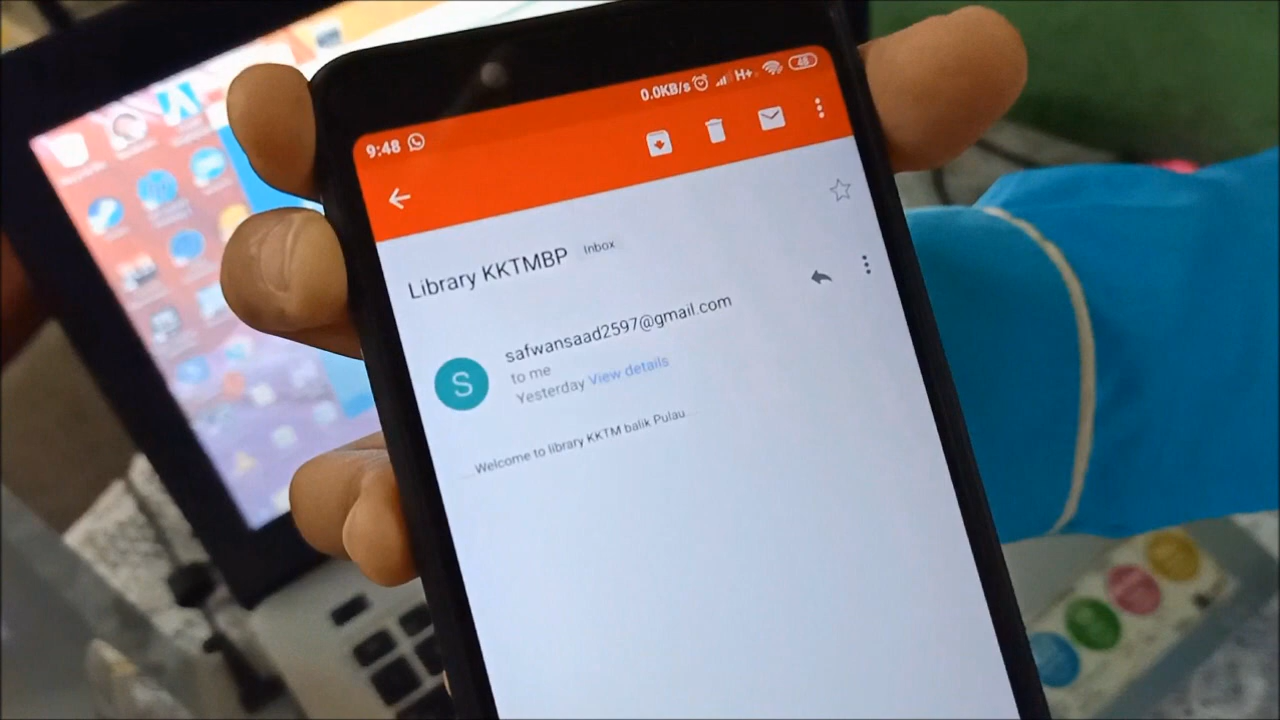 9:48 0.0KB/s H+ 48
Library KKTMBP Inbox
safwansaad2597@gmail.com
S
to me
Yesterday View details
Welcome to library KKTM balik Pulau